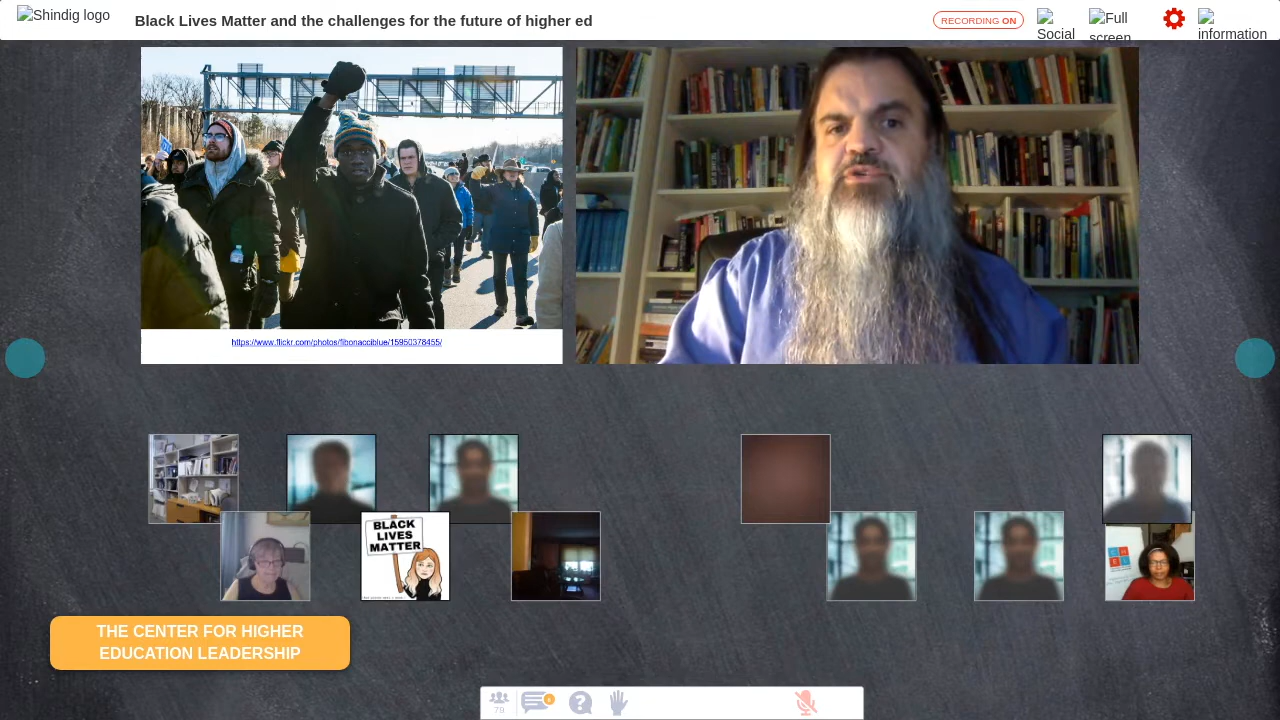 Shindig logo
Black Lives Matter and the challenges for the future of higher ed
RECORDING ON
Social
Full
screen
information
https://www.flickr.com/photos/fibonacciblue/15950378455/
BLACK
LIVES
MATTER
THE CENTER FOR HIGHER
EDUCATION LEADERSHIP
79